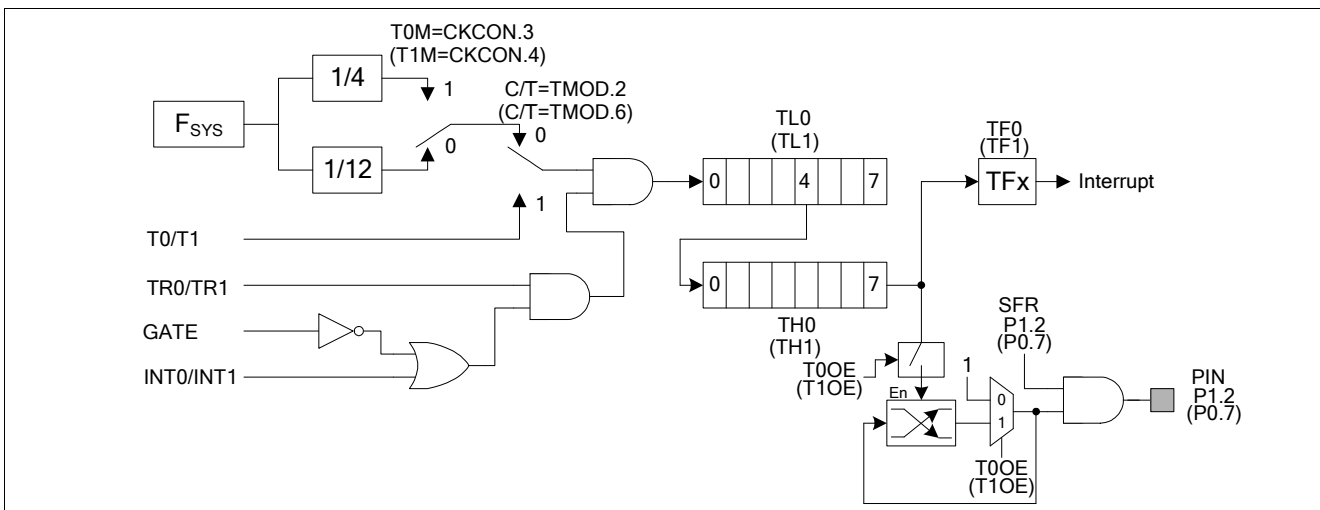 T0M=CKCON.3
(T1M=CKCON.4)
1/4
1
C/T=TMOD.2
(C/T=TMOD.6)
FSYS
0
0
1/12
1
T0/T1
TR0/TR1
GATE
INT0/INT1
TL0
(TL1)
0 4 7
TF0
(TF1)
TFx
Interrupt
0 7
TH0
(TH1)
T0OE
(T1OE)
En
1
0
1
T0OE
(T1OE)
SFR
P1.2
(P0.7)
PIN
P1.2
(P0.7)